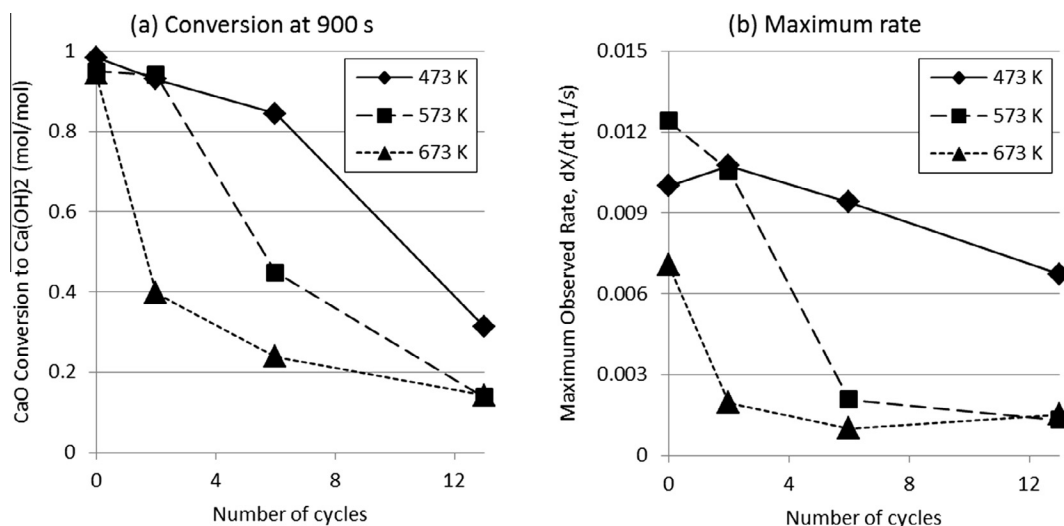 (a) Conversion at 900 s
CaO Conversion to Ca(OH)2 (mol/mol)
1
0.8
0.6
0.4
0.2
0
0
4
8
12
Number of cycles
473 K
573 K
673 K
(b) Maximum rate
Maximum Observed Rate, dX/dt (1/s)
0.015
0.012
0.009
0.006
0.003
0
0
4
8
12
Number of cycles
473 K
573 K
673 K